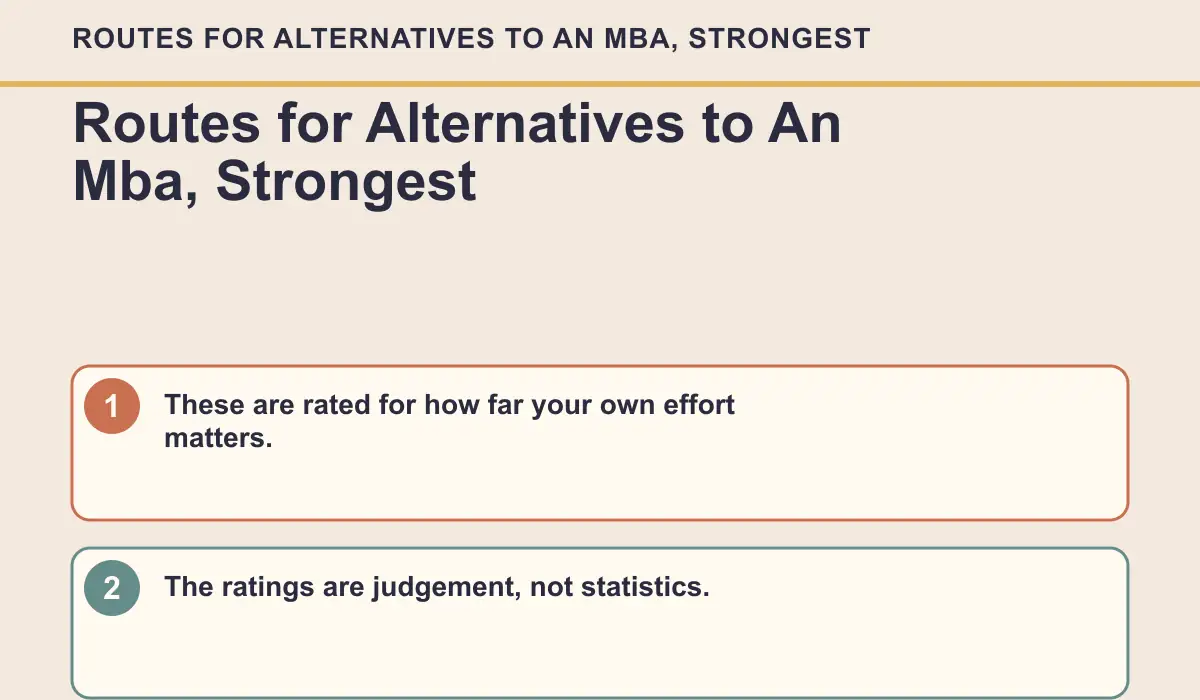 ROUTES FOR ALTERNATIVES TO AN MBA, STRONGEST
Routes for Alternatives to An
Mba, Strongest
1
These are rated for how far your own effort
matters.
2
The ratings are judgement, not statistics.